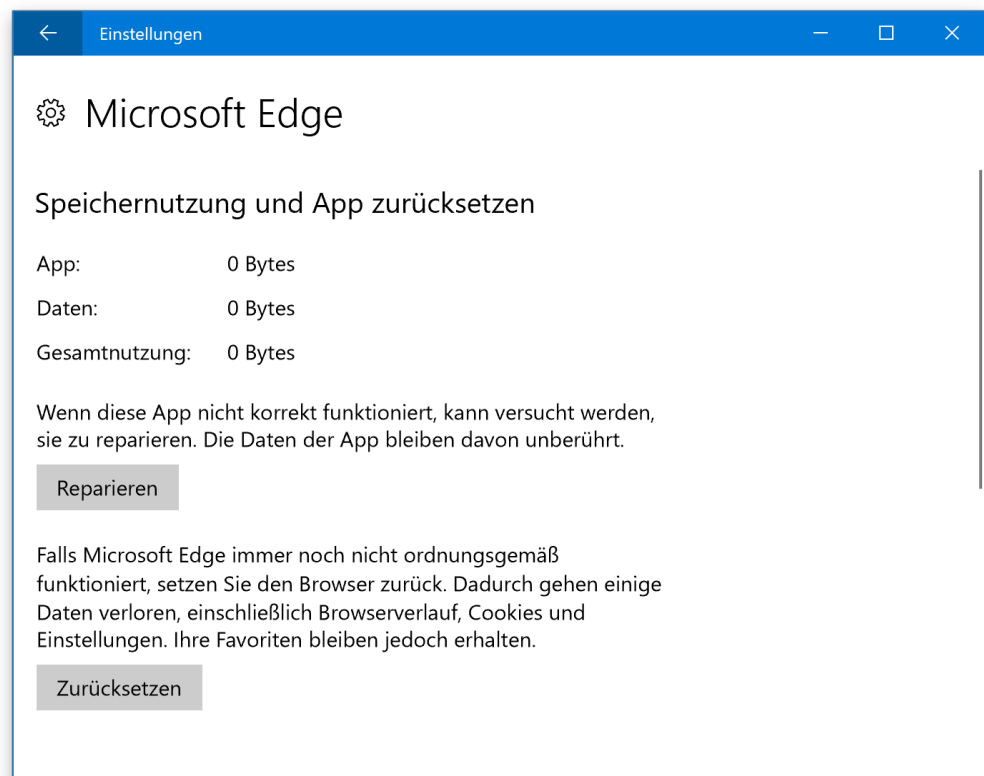 Einstellungen
Microsoft Edge
Speichernutzung und App zurücksetzen
App: 0 Bytes
Daten: 0 Bytes
Gesamtnutzung: 0 Bytes
Wenn diese App nicht korrekt funktioniert, kann versucht werden,
sie zu reparieren. Die Daten der App bleiben davon unberührt.
Reparieren
Falls Microsoft Edge immer noch nicht ordnungsgemäß
funktioniert, setzen Sie den Browser zurück. Dadurch gehen einige
Daten verloren, einschließlich Browserverlauf, Cookies und
Einstellungen. Ihre Favoriten bleiben jedoch erhalten.
Zurücksetzen